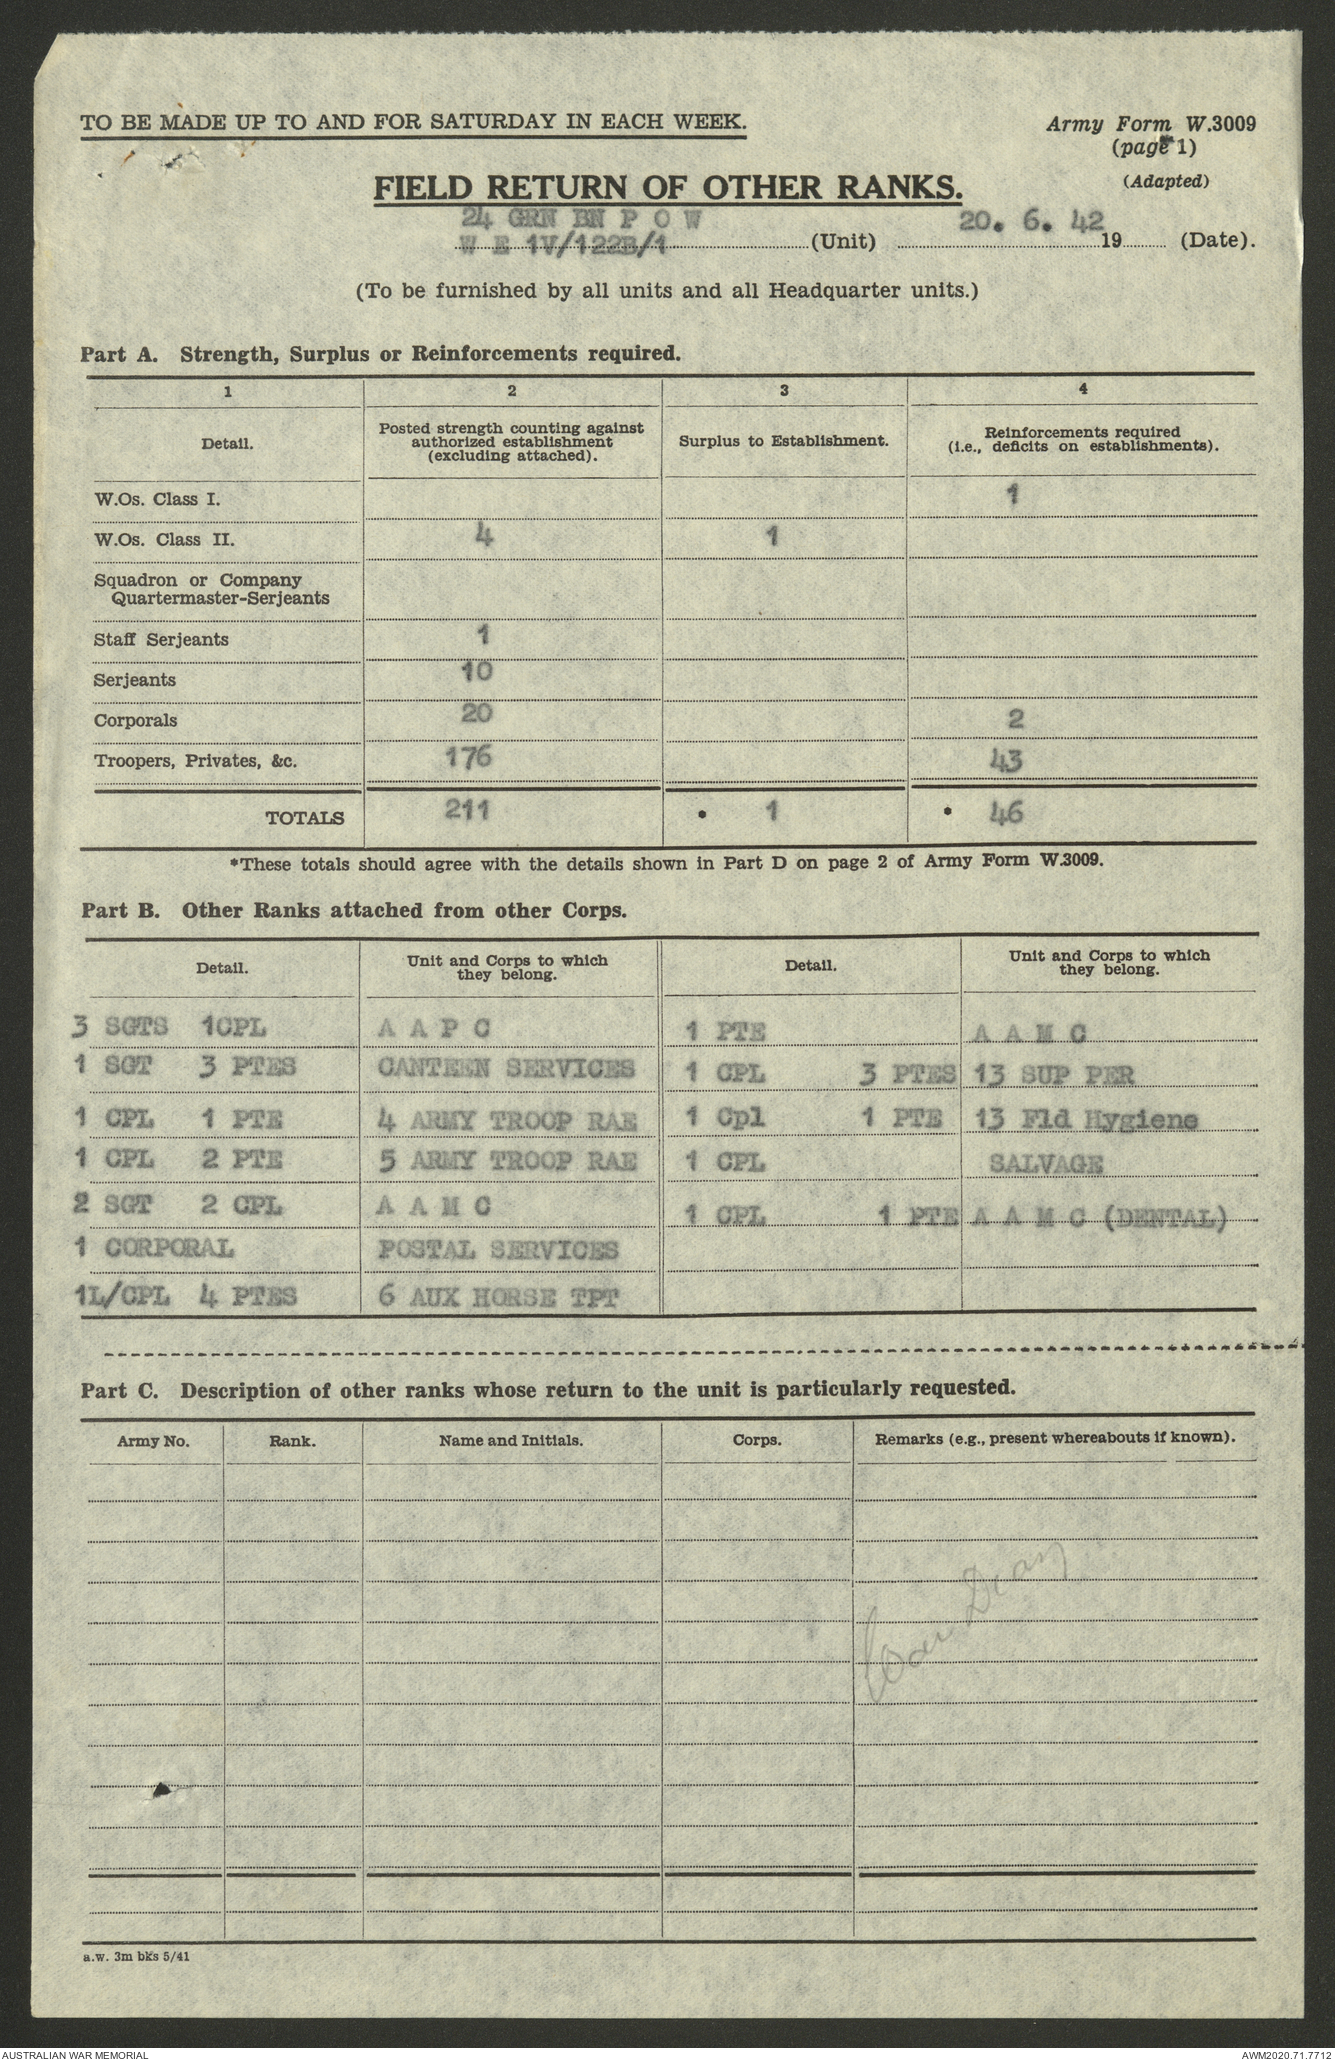 TO BE MADE UP TO AND FOR SATURDAY IN EACH WEEK.
Army Form W.3009
(page 1)
(Adapted)
FIELD RETURN OF OTHER RANKS.
24 GRN BN P O W
W E 1V/122B/1 (Unit) 20. 6. 42 19 (Date).
(To be furnished by all units and all Headquarter units.)
Part A. Strength, Surplus or Reinforcements required.
1 2 3 4
Detail. Posted strength counting against authorized establishment (excluding attached). Surplus to Establishment. Reinforcements required (i.e., deficits on establishments).
W.Os. Class I. 1
W.Os. Class II. 4 1
Squadron or Company
Quartermaster-Serjeants
Staff Serjeants 1
Serjeants 10
Corporals 20 2
Troopers, Privates, &c. 176 43
TOTALS 211 * 1 * 46
*These totals should agree with the details shown in Part D on page 2 of Army Form W.3009.
Part B. Other Ranks attached from other Corps.
Detail. Unit and Corps to which they belong. Detail. Unit and Corps to which they belong.
3 SGTS 1CPL A A P C 1 PTE A A M C
1 SGT 3 PTES CANTEEN SERVICES 1 CPL 3 PTES 13 SUP PER
1 CPL 1 PTE 4 ARMY TROOP RAE 1 Cpl 1 PTE 13 Fld Hygiene
1 CPL 2 PTE 5 ARMY TROOP RAE 1 CPL SALVAGE
2 SGT 2 CPL A A M C 1 CPL 1 PTE A A M C (DENTAL)
1 CORPORAL POSTAL SERVICES
1L/CPL 4 PTES 6 AUX HORSE TPT
Part C. Description of other ranks whose return to the unit is particularly requested.
Army No. Rank. Name and Initials. Corps. Remarks (e.g., present whereabouts if known).
War Diary
a.w. 3m bks 5/41
AUSTRALIAN WAR MEMORIAL
AWM2020.71.7712